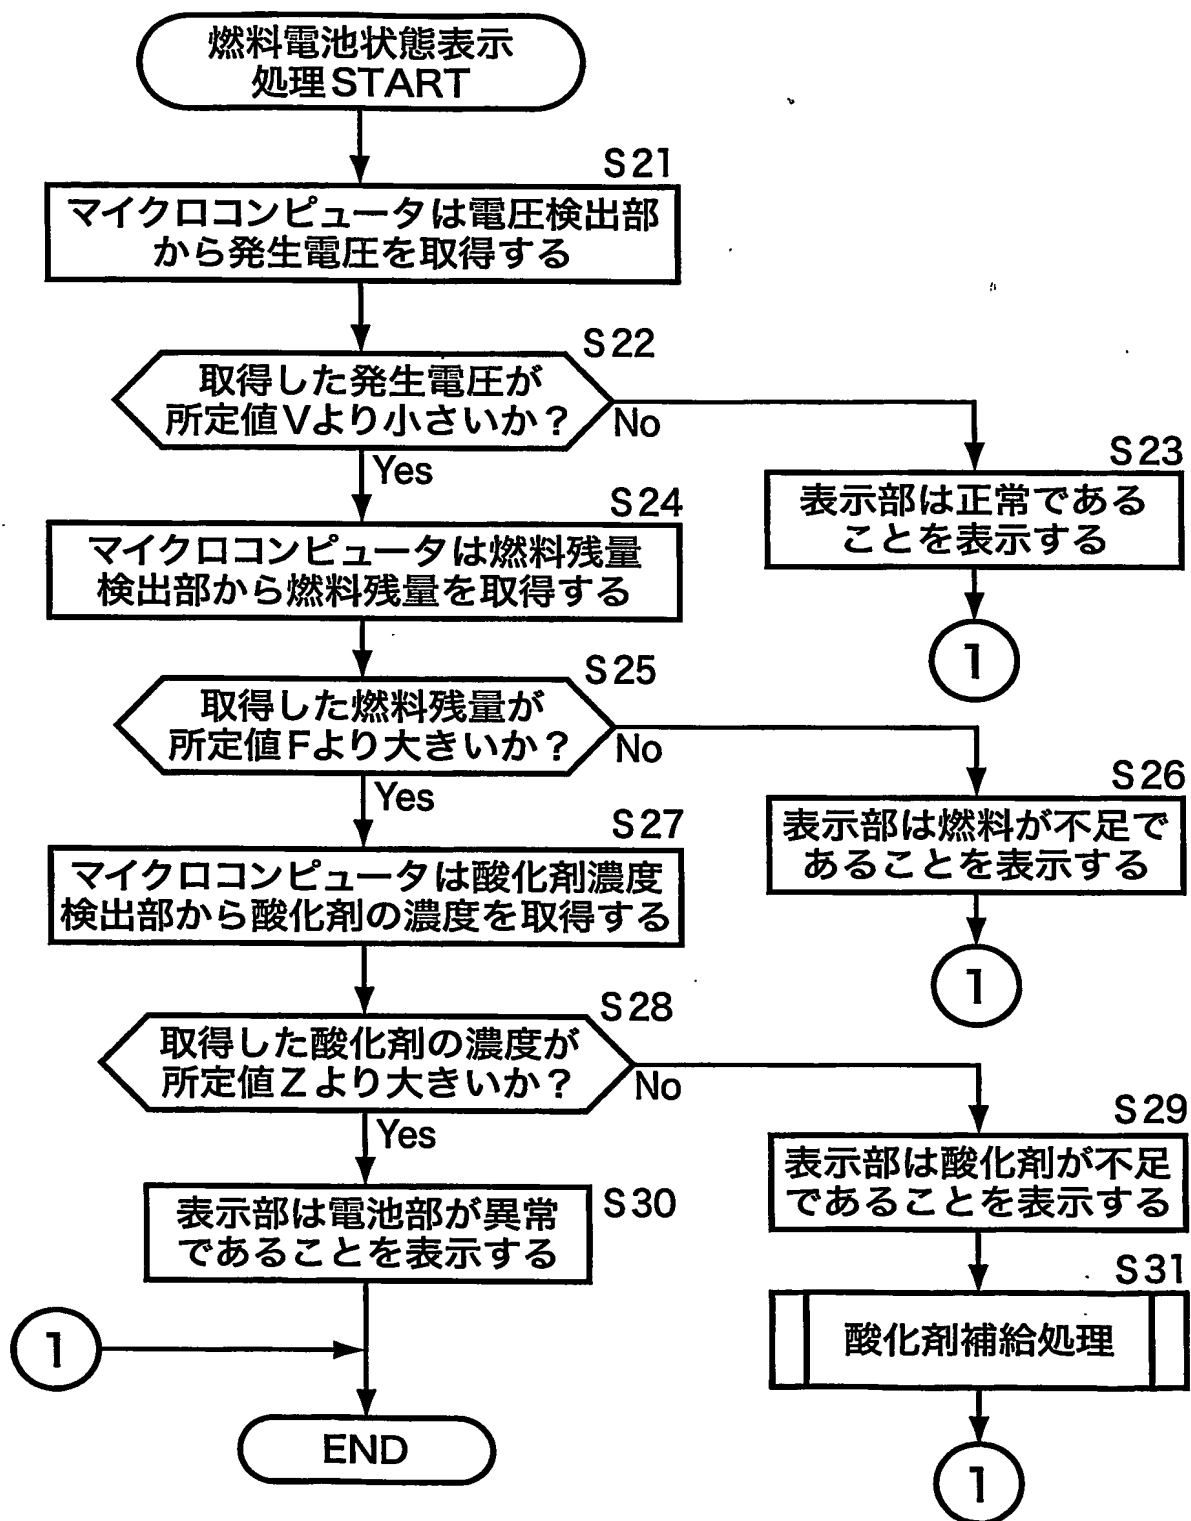 燃料電池状態表示
処理START
S21
マイクロコンピュータは電圧検出部
から発生電圧を取得する
S22
取得した発生電圧が
所定値Vより小さいか？
No
Yes
S23
表示部は正常である
ことを表示する
1
S24
マイクロコンピュータは燃料残量
検出部から燃料残量を取得する
S25
取得した燃料残量が
所定値Fより大きいか？
No
Yes
S26
表示部は燃料が不足で
あることを表示する
1
S27
マイクロコンピュータは酸化剤濃度
検出部から酸化剤の濃度を取得する
S28
取得した酸化剤の濃度が
所定値Zより大きいか？
No
Yes
S29
表示部は酸化剤が不足
であることを表示する
S30
表示部は電池部が異常
であることを表示する
S31
酸化剤補給処理
1
1
END